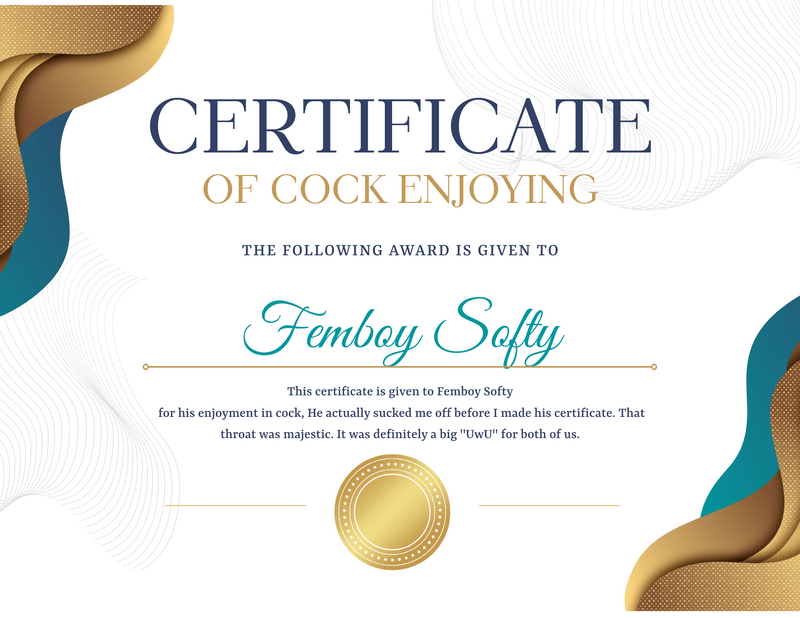 CERTIFICATE
OF COCK ENJOYING
THE FOLLOWING AWARD IS GIVEN TO
Femboy Softy
This certificate is given to Femboy Softy
for his enjoyment in cock, He actually sucked me off before I made his certificate. That
throat was majestic. It was definitely a big "UwU" for both of us.